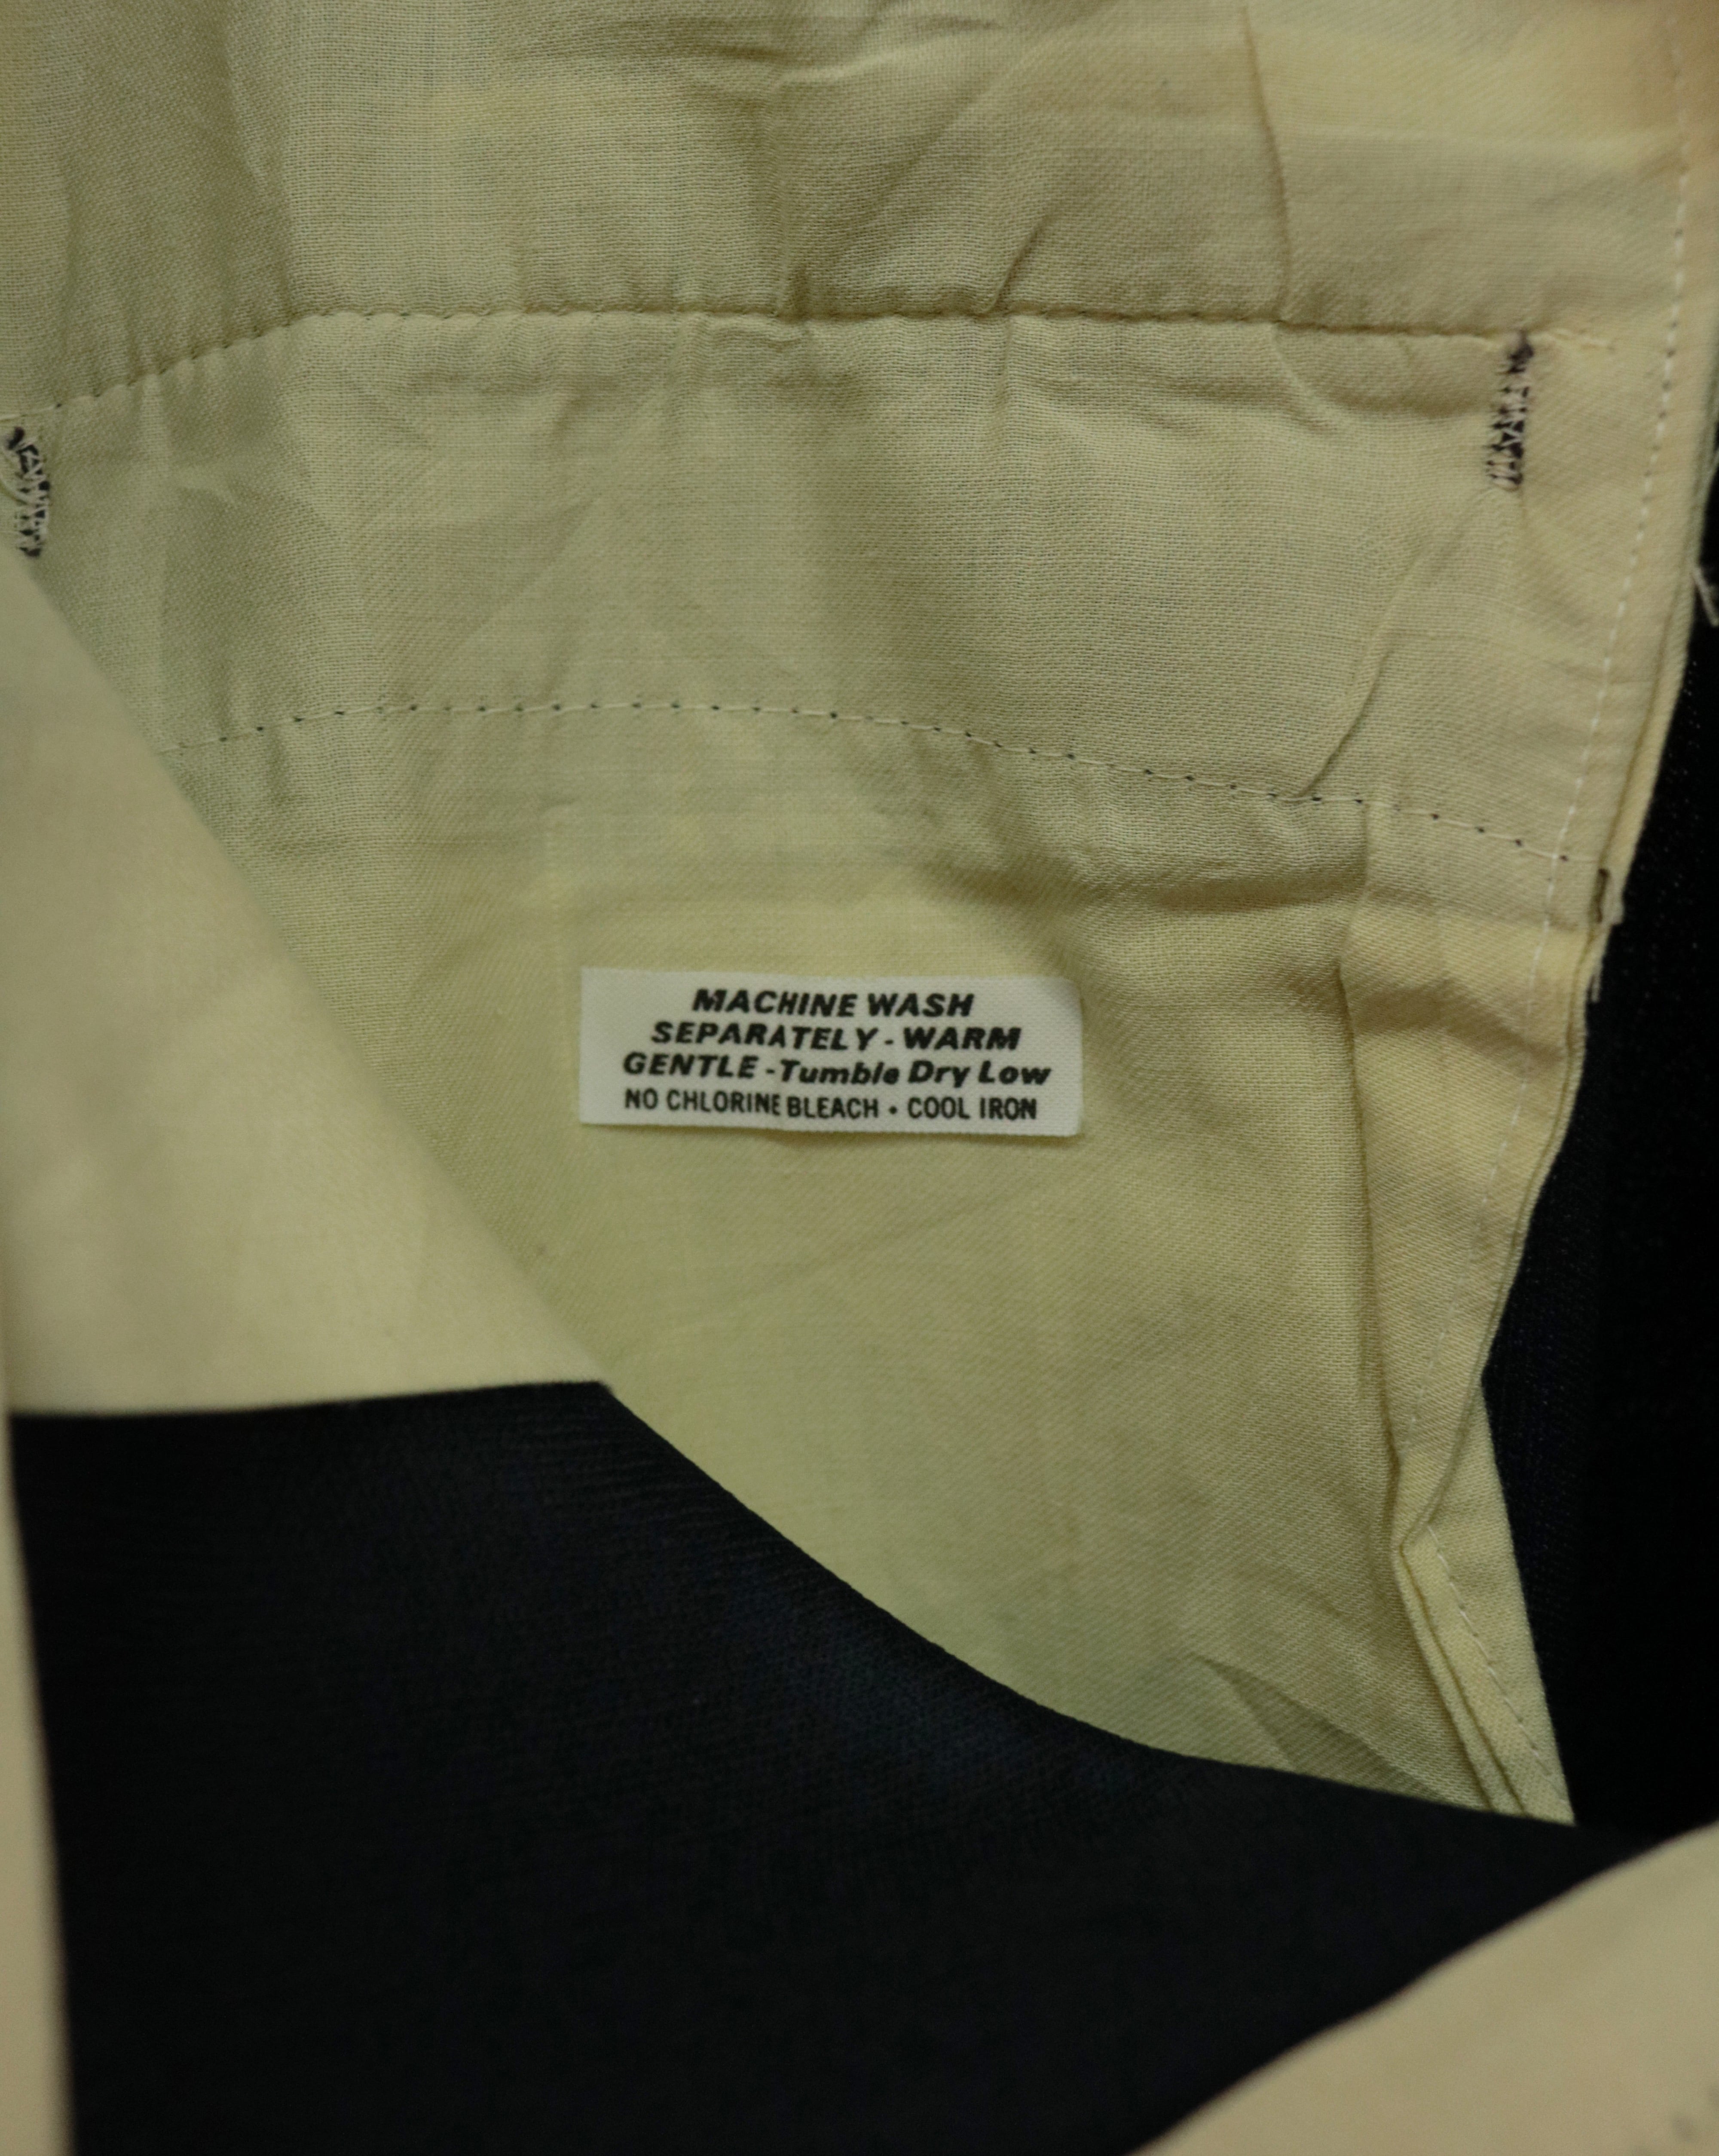 MACHINE WASH
SEPARATELY - WARM
GENTLE - Tumble Dry Low
NO CHLORINE BLEACH • COOL IRON